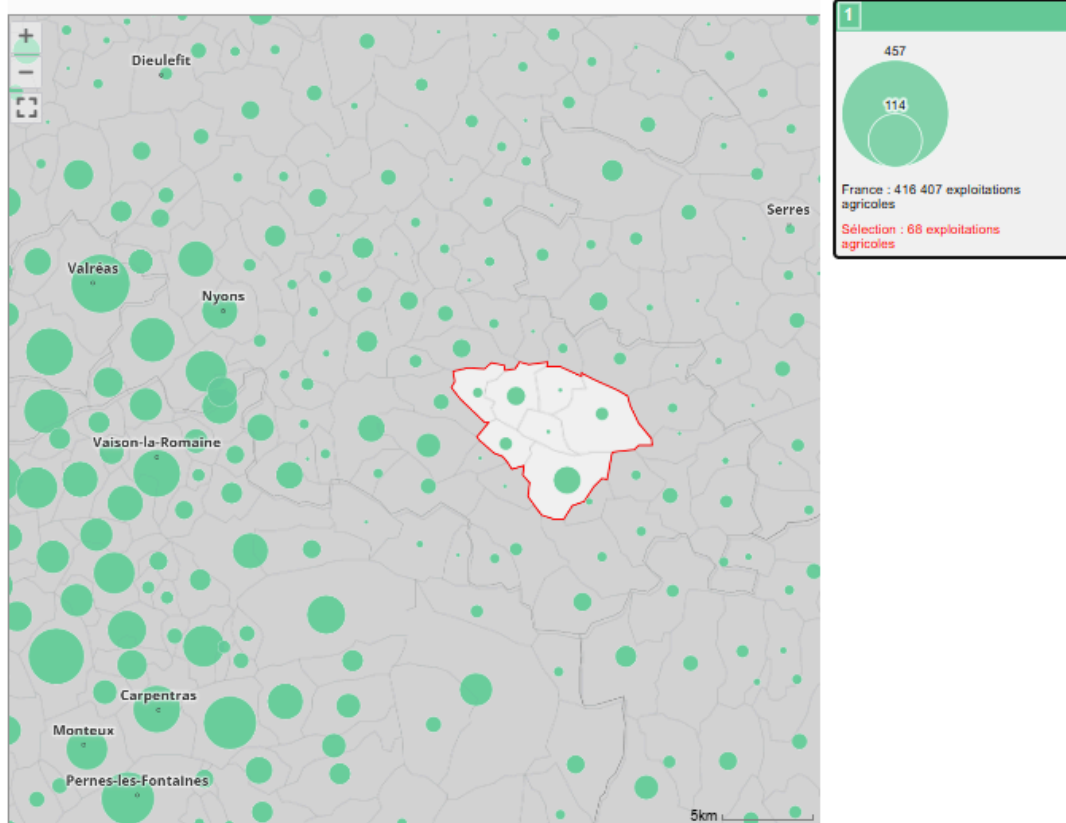 +
−
Dieulefit
Serres
Valréas
Nyons
Vaison-la-Romaine
Carpentras
Monteux
Pernes-les-Fontaines
5km
1
457
114
France : 416 407 exploitations
agricoles
Sélection : 68 exploitations
agricoles